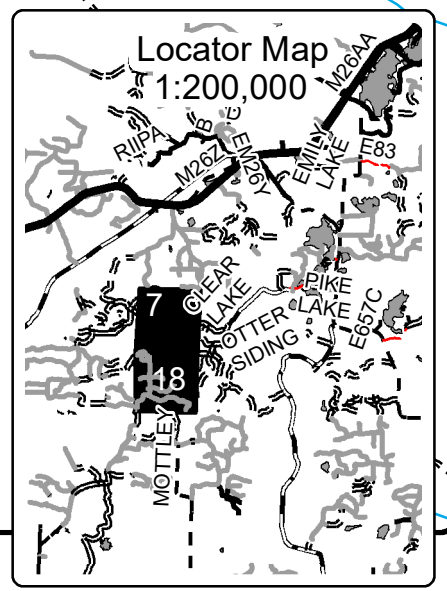 Locator Map
1:200,000
M26AA
RIIPA
B
D
M26Z
EM26Y
EMILY
LAKE
E83
CLEAR
LAKE
PIKE
LAKE
OTTER
SIDING
E657C
7
18
MOTTLEY